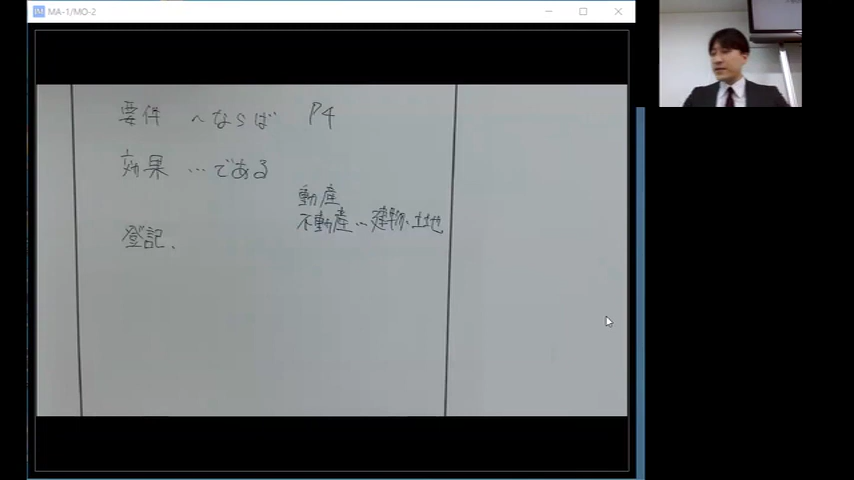 MA-1/MO-2
要件 〜ならば P4
効果 …である
動産
不動産…建物、土地
登記、